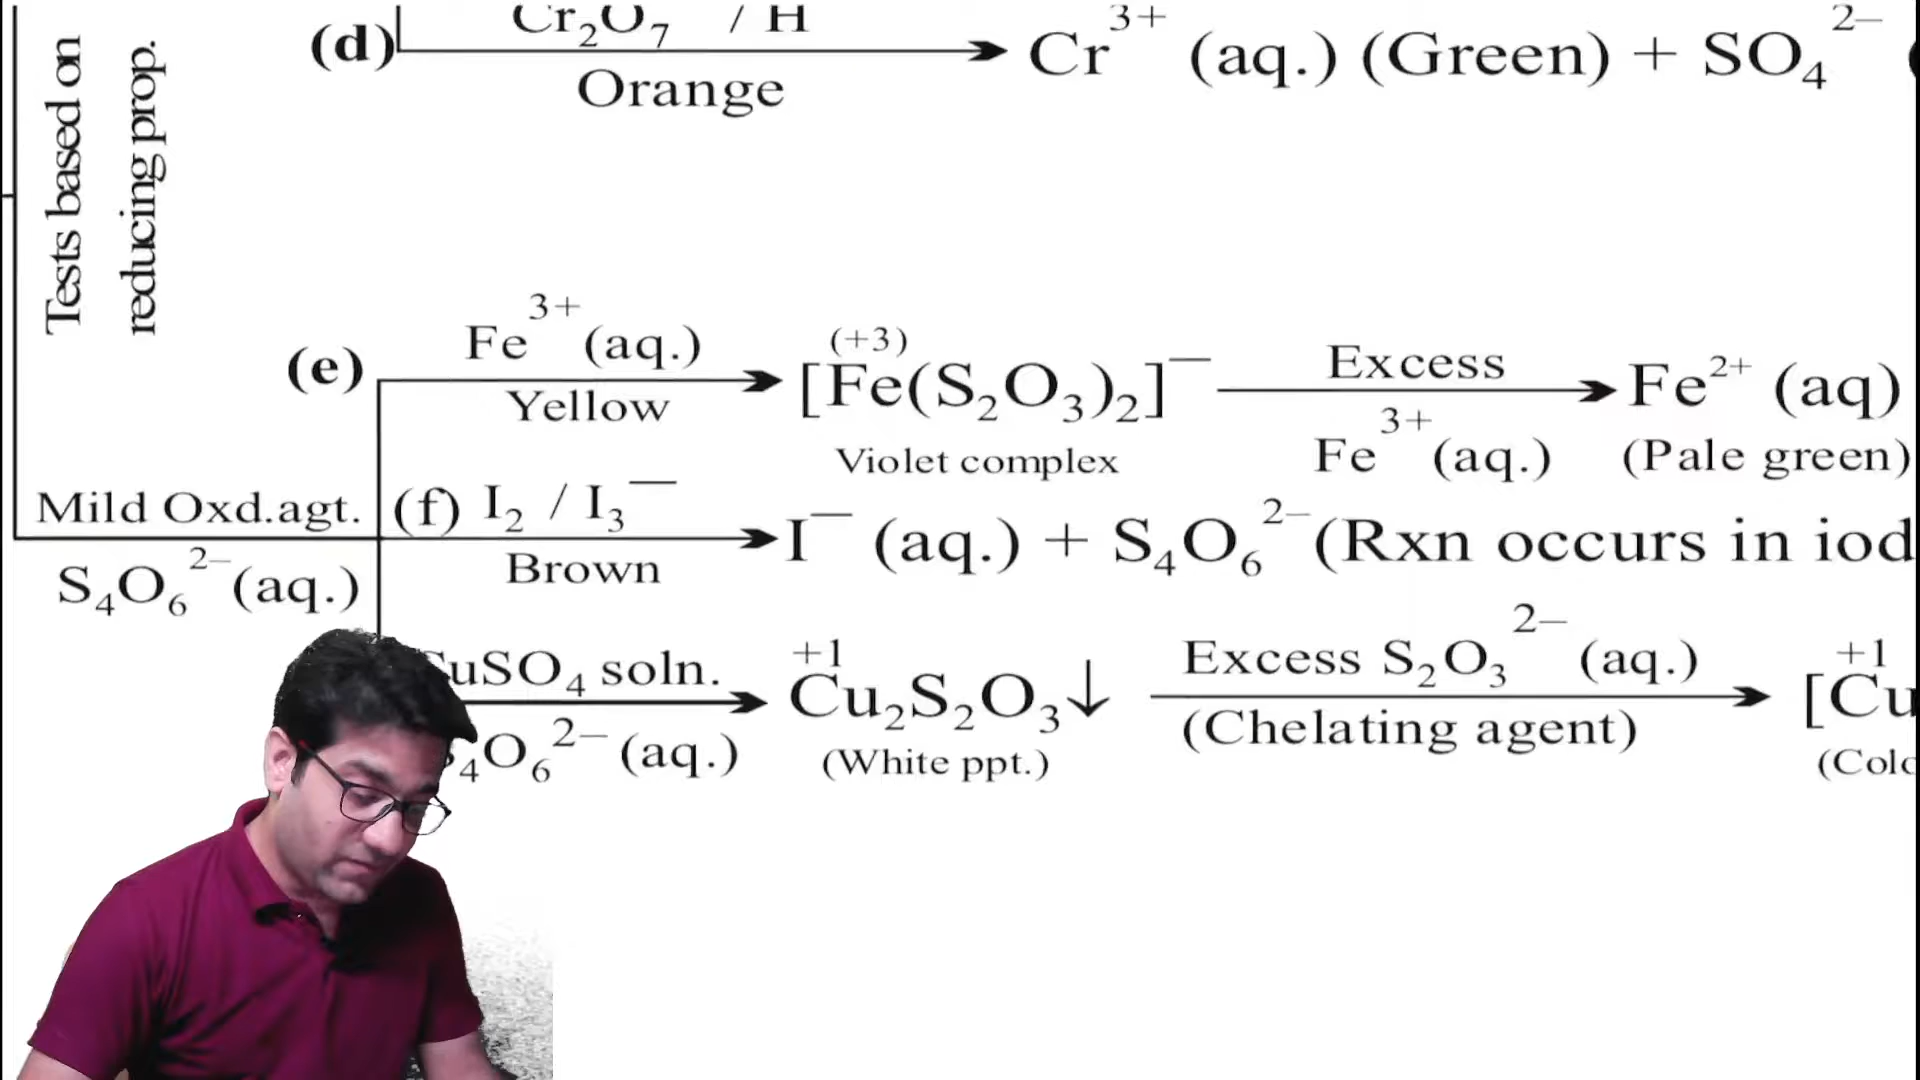 Tests based on
reducing prop.
(d) Cr2O7 / H
Orange
Cr3+ (aq.) (Green) + SO4 2−
(e) Fe3+ (aq.)
Yellow
(+3)
[Fe(S2O3)2]−
Violet complex
Excess
Fe3+ (aq.)
Fe2+ (aq)
(Pale green)
Mild Oxd.agt.
S4O6 2− (aq.)
(f) I2 / I3−
Brown
I− (aq.) + S4O6 2− (Rxn occurs in iod
uSO4 soln.
4O6 2− (aq.)
+1
Cu2S2O3↓
(White ppt.)
Excess S2O3 2− (aq.)
(Chelating agent)
+1
[Cu
(Colo